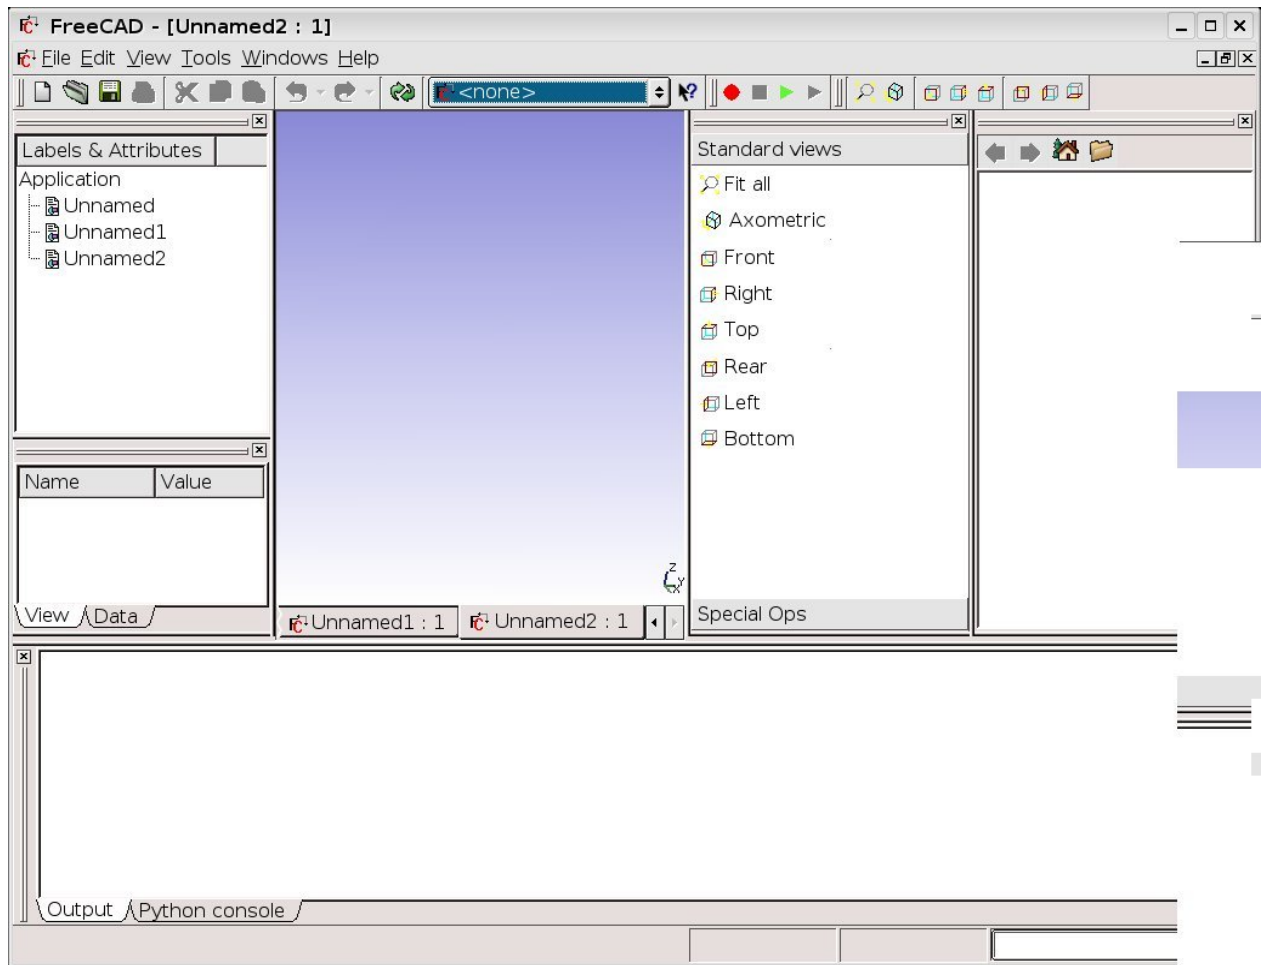 FreeCAD - [Unnamed2 : 1]
File Edit View Tools Windows Help
<none>
Labels & Attributes
Application
Unnamed
Unnamed1
Unnamed2
Name Value
View Data
Z
Y
X
Unnamed1 : 1 Unnamed2 : 1
Standard views
Fit all
Axometric
Front
Right
Top
Rear
Left
Bottom
Special Ops
Output Python console